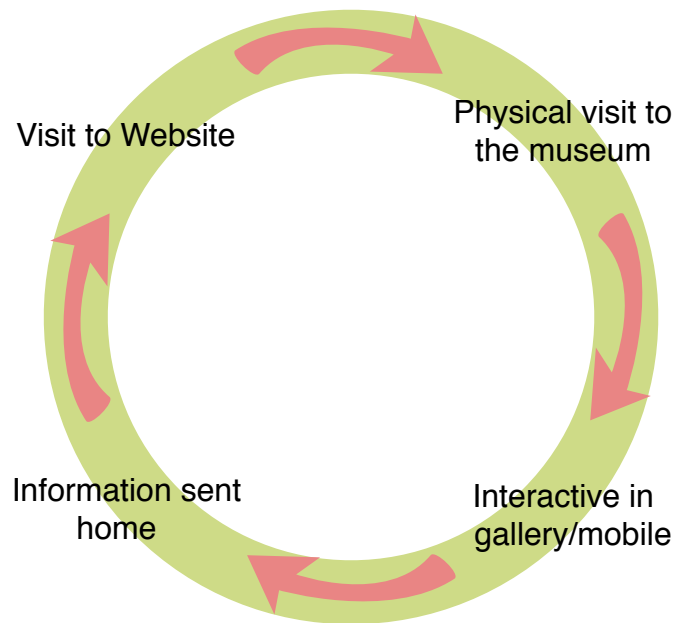 Visit to Website
Physical visit to
the museum
Information sent
home
Interactive in
gallery/mobile